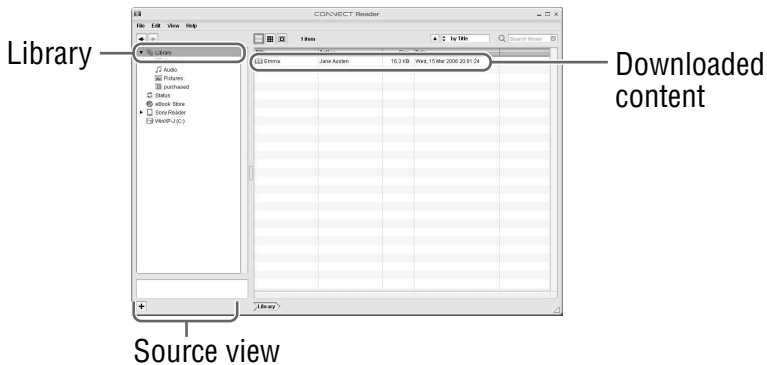 CONNECT Reader
File Edit View Help
1 Item
by Title
Search library
Library
Library
Audio
Pictures
purchased
Status
eBook Store
Sony Reader
WinXP-J (C:)
Emma Jane Austen 16.3 KB Wed, 15 Mar 2006 20:01:24
Downloaded
content
Library
Source view